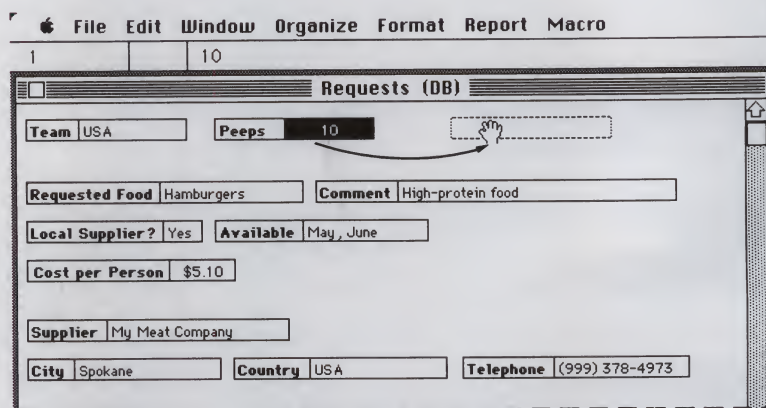 File Edit Window Organize Format Report Macro
1 10
Requests (DB)
Team USA Peeps 10
Requested Food Hamburgers Comment High-protein food
Local Supplier? Yes Available May, June
Cost per Person $5.10
Supplier My Meat Company
City Spokane Country USA Telephone (999) 378-4973